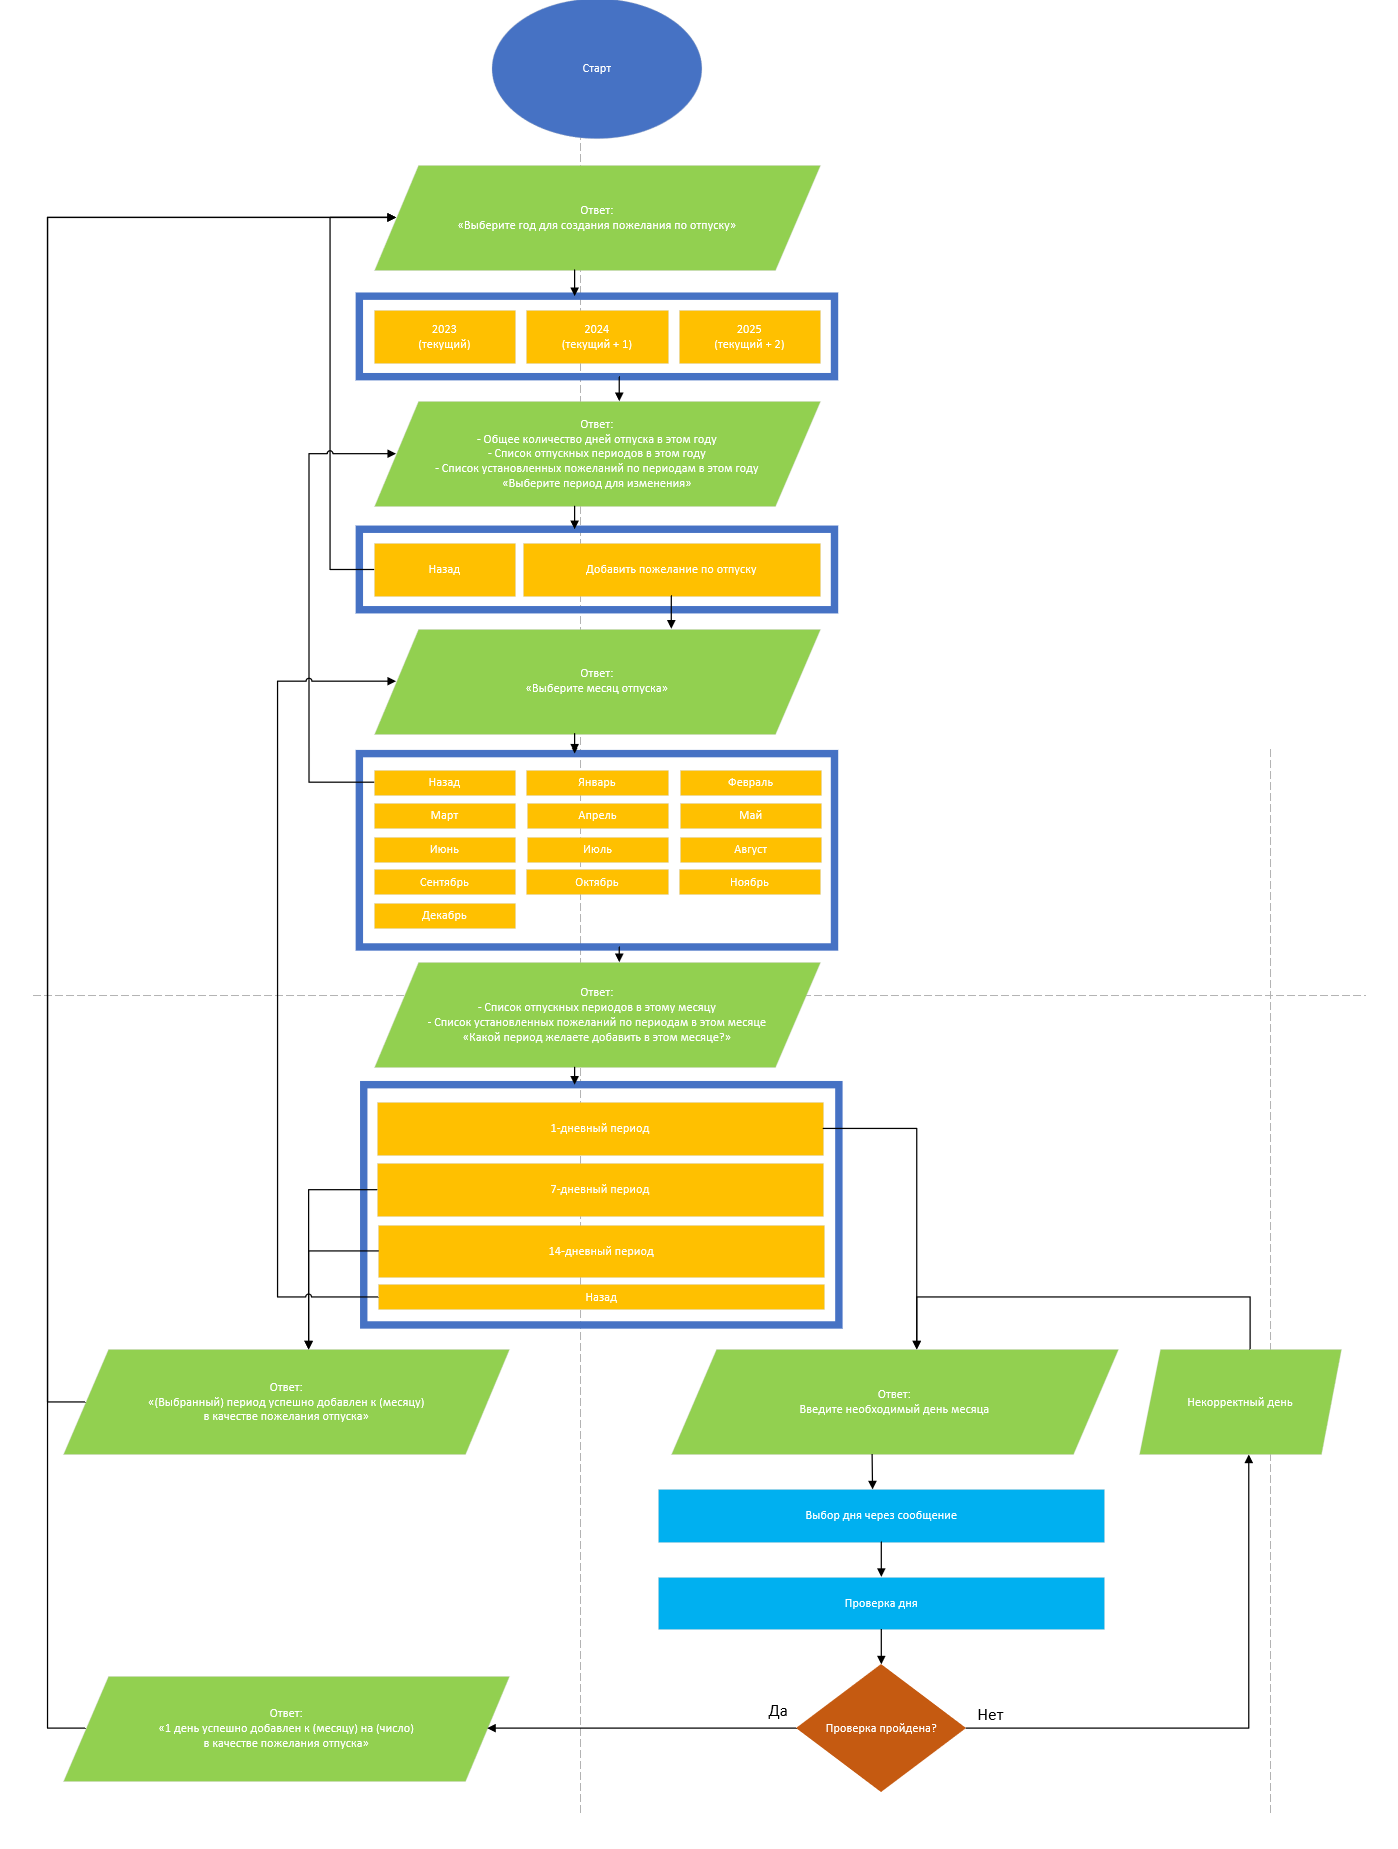 Старт
Ответ:
«Выберите год для создания пожелания по отпуску»
2023
(текущий)
2024
(текущий + 1)
2025
(текущий + 2)
Ответ:
- Общее количество дней отпуска в этом году
- Список отпускных периодов в этом году
- Список установленных пожеланий по периодам в этом году
«Выберите период для изменения»
Назад
Добавить пожелание по отпуску
Ответ:
«Выберите месяц отпуска»
Назад
Январь
Февраль
Март
Апрель
Май
Июнь
Июль
Август
Сентябрь
Октябрь
Ноябрь
Декабрь
Ответ:
- Список отпускных периодов в этому месяцу
- Список установленных пожеланий по периодам в этом месяце
«Какой период желаете добавить в этом месяце?»
1-дневный период
7-дневный период
14-дневный период
Назад
Ответ:
«(Выбранный) период успешно добавлен к (месяцу)
в качестве пожелания отпуска»
Ответ:
Введите необходимый день месяца
Некорректный день
Выбор дня через сообщение
Проверка дня
Да
Проверка пройдена?
Нет
Ответ:
«1 день успешно добавлен к (месяцу) на (число)
в качестве пожелания отпуска»